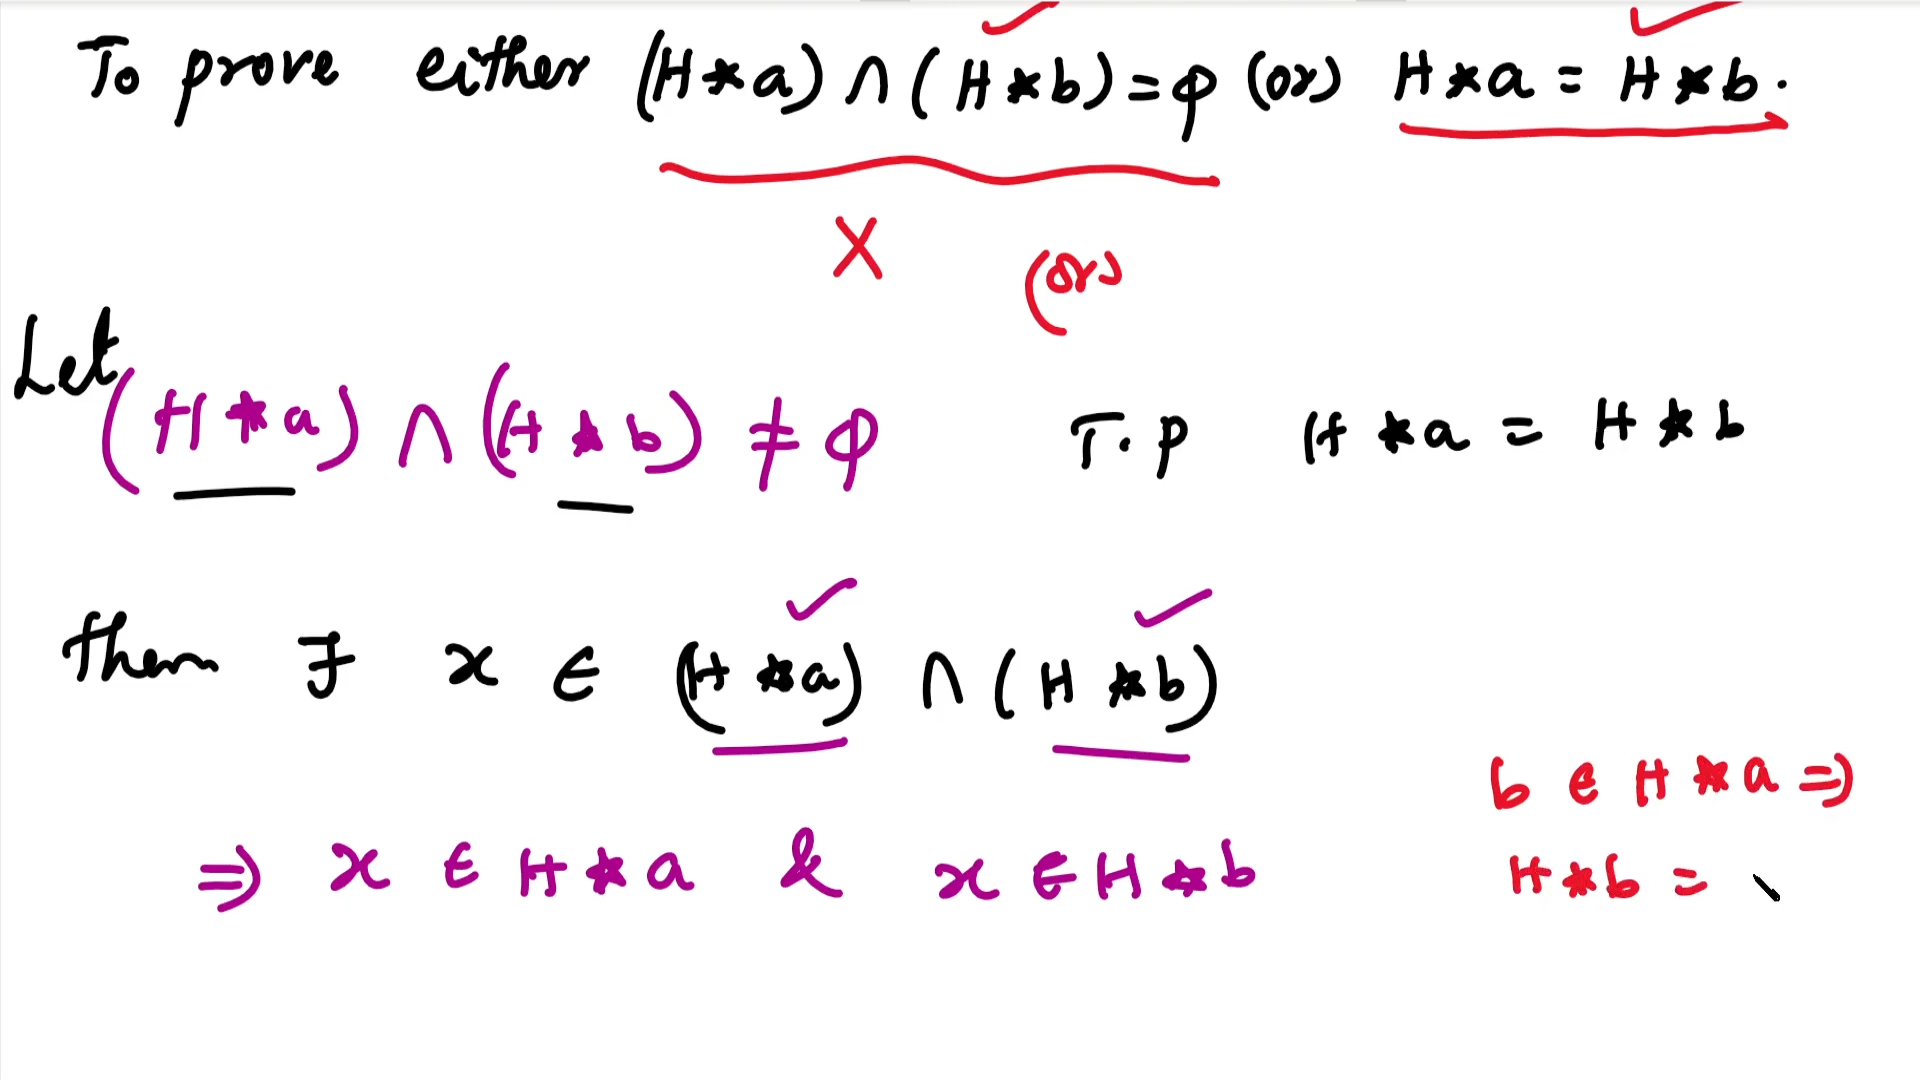 To prove either (H * a) ∩ (H * b) = φ (or) H * a = H * b.
X (or)
Let (H * a) ∩ (H * b) ≠ φ T.p H * a = H * b
then ∃ x ∈ (H * a) ∩ (H * b)
b ∈ H * a ⇒
⇒ x ∈ H * a & x ∈ H * b
H * b =